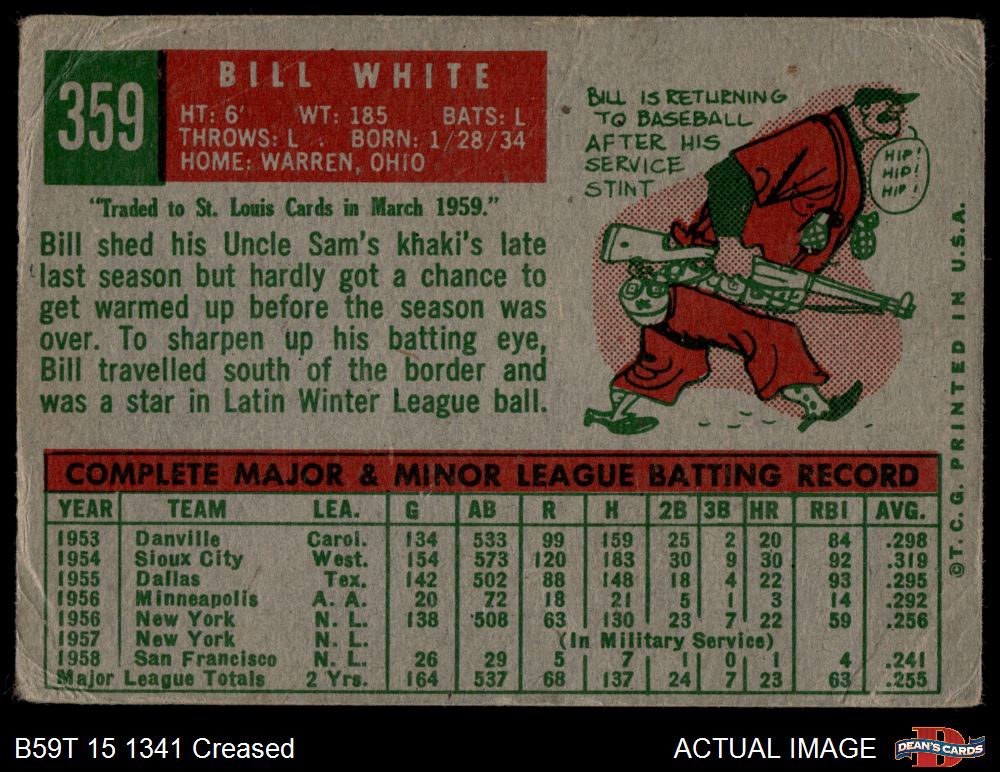 359
BILL WHITE
HT: 6' WT: 185 BATS: L
THROWS: L . BORN: 1/28/34
HOME: WARREN, OHIO
"Traded to St. Louis Cards in March 1959."
Bill shed his Uncle Sam's khaki's late
last season but hardly got a chance to
get warmed up before the season was
over. To sharpen up his batting eye,
Bill travelled south of the border and
was a star in Latin Winter League ball.
BILL IS RETURNING
TO BASEBALL
AFTER HIS
SERVICE
STINT
HIP!
HIP!
HIP!
©T. C. G. PRINTED IN U.S.A.
COMPLETE MAJOR & MINOR LEAGUE BATTING RECORD
YEAR TEAM LEA. G AB R H 2B 3B HR RBI AVG.
1953 Danville Carol. 134 533 99 159 25 2 20 84 .298
1954 Sioux City West. 154 573 120 183 30 9 30 92 .319
1955 Dallas Tex. 142 502 88 148 18 4 22 93 .295
1956 Minneapolis A. A. 20 72 18 21 5 1 3 14 .292
1956 New York N. L. 138 508 63 130 23 7 22 59 .256
1957 New York N. L. (In Military Service)
1958 San Francisco N. L. 26 29 5 7 1 0 1 4 .241
Major League Totals 2 Yrs. 164 537 68 137 24 7 23 63 .255
B59T 15 1341 Creased
ACTUAL IMAGE
DEAN'S CARDS